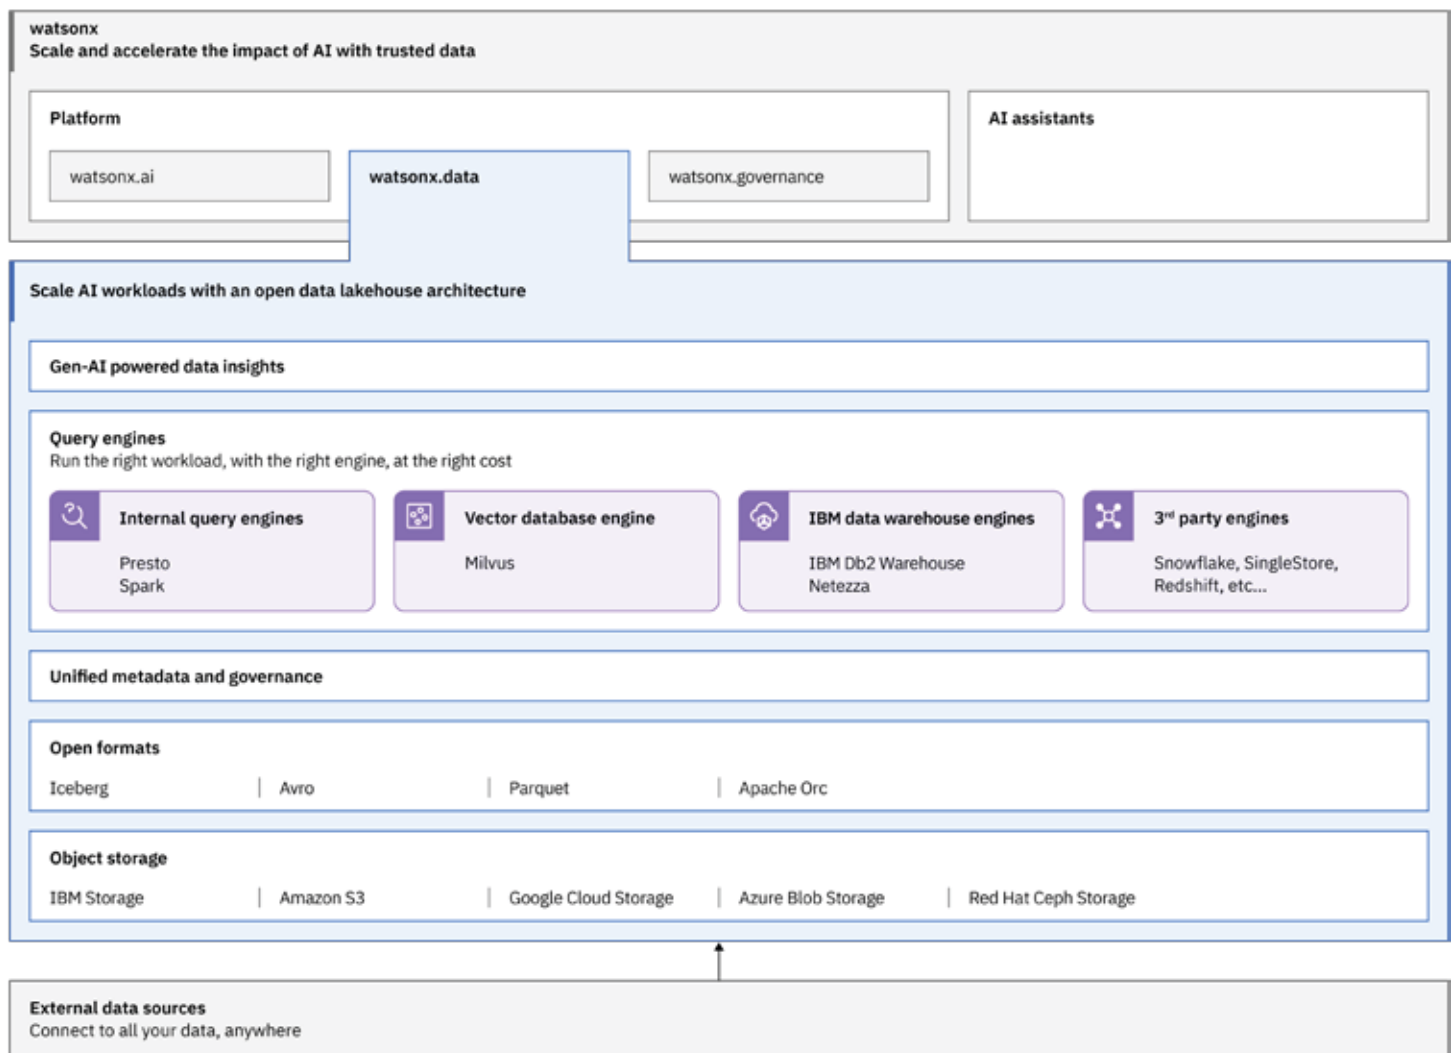 watsonx
Scale and accelerate the impact of AI with trusted data
Platform
AI assistants
watsonx.ai
watsonx.data
watsonx.governance
Scale AI workloads with an open data lakehouse architecture
Gen-AI powered data insights
Query engines
Run the right workload, with the right engine, at the right cost
Internal query engines
Presto
Spark
Vector database engine
Milvus
IBM data warehouse engines
IBM Db2 Warehouse
Netezza
3rd party engines
Snowflake, SingleStore,
Redshift, etc...
Unified metadata and governance
Open formats
Iceberg | Avro | Parquet | Apache Orc
Object storage
IBM Storage | Amazon S3 | Google Cloud Storage | Azure Blob Storage | Red Hat Ceph Storage
External data sources
Connect to all your data, anywhere